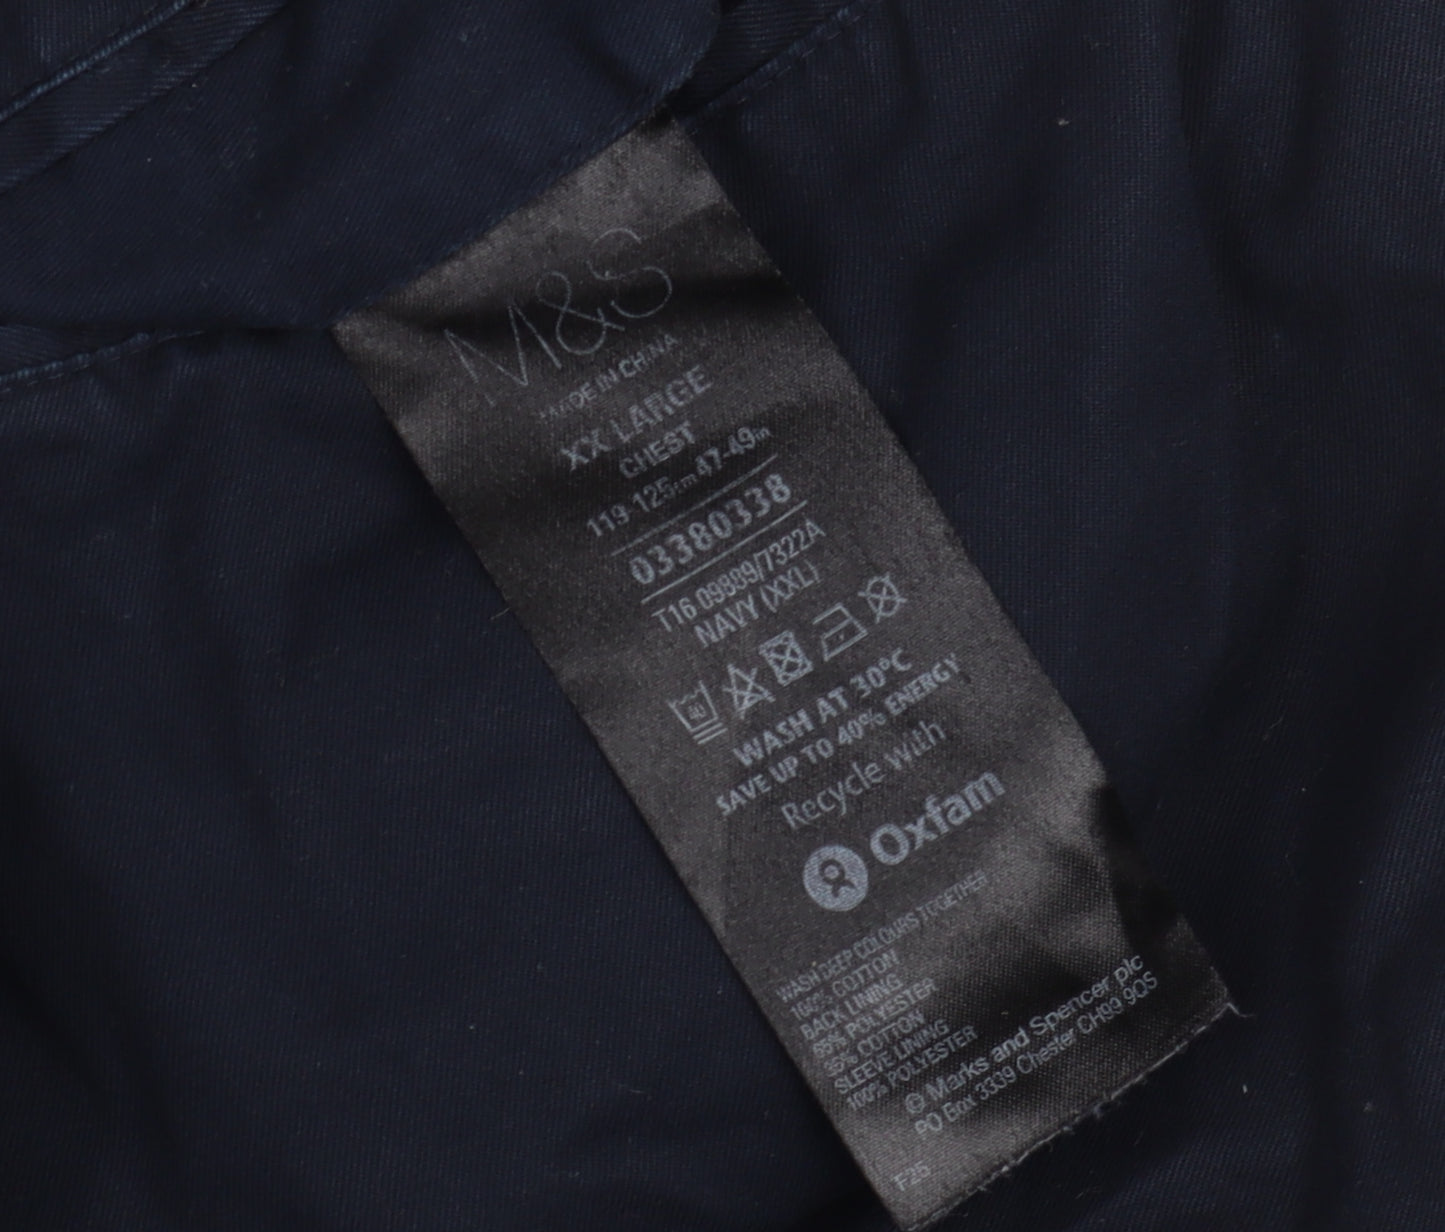 M&S
MADE IN CHINA
XX LARGE
CHEST
119-125cm 47-49in
03380338
T16 09889/7322A
NAVY (XXL)
40
WASH AT 30°C
SAVE UP TO 40% ENERGY
Recycle with
Oxfam
WASH DEEP COLOURS TOGETHER
100% COTTON
BACK LINING
65% POLYESTER
35% COTTON
SLEEVE LINING
100% POLYESTER
© Marks and Spencer plc
PO Box 3339 Chester CH99 9QS
F25